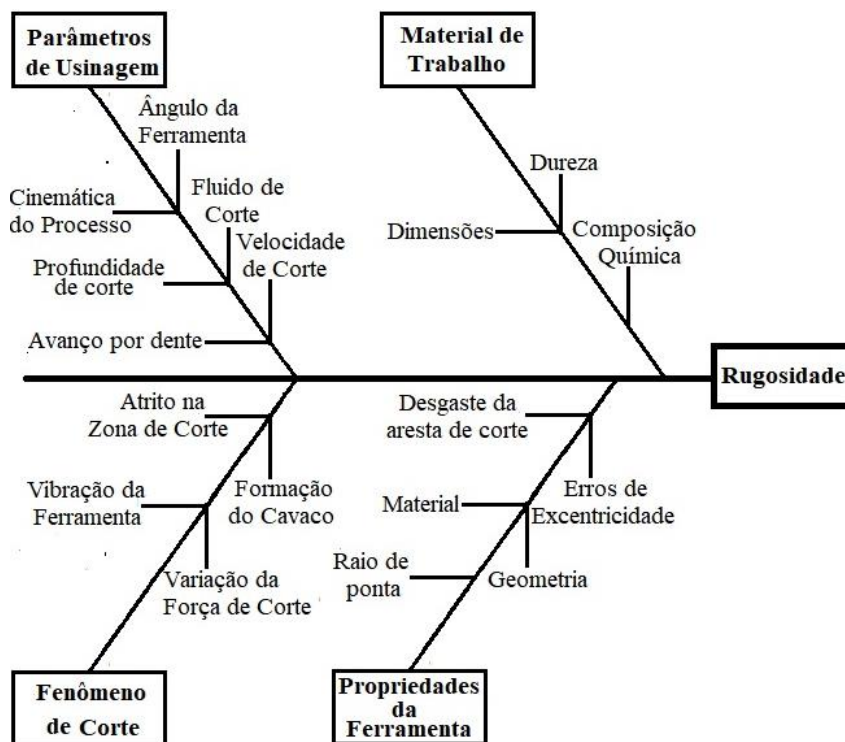 Parâmetros
de Usinagem
Material de
Trabalho
Ângulo da
Ferramenta
Cinemática
do Processo
Fluido de
Corte
Velocidade
de Corte
Profundidade
de corte
Avanço por dente
Dureza
Dimensões
Composição
Química
Rugosidade
Atrito na
Zona de Corte
Vibração da
Ferramenta
Formação
do Cavaco
Variação da
Força de Corte
Desgaste da
aresta de corte
Material
Erros de
Excentricidade
Raio de
ponta
Geometria
Fenômeno
de Corte
Propriedades
da
Ferramenta